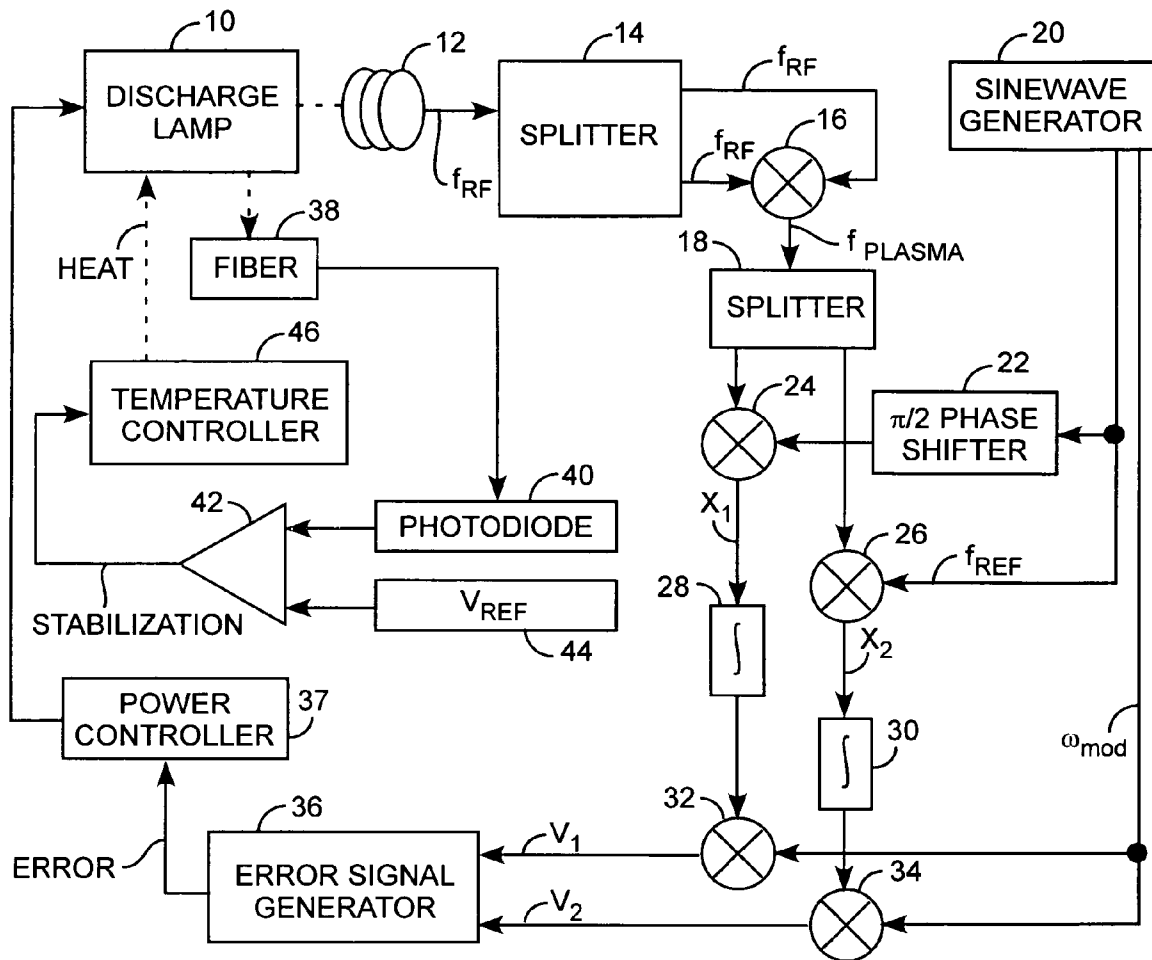 10
12
14
20
DISCHARGE
LAMP
f_RF
SPLITTER
f_RF
f_RF
16
SINEWAVE
GENERATOR
38
FIBER
HEAT
18
f PLASMA
SPLITTER
46
TEMPERATURE
CONTROLLER
24
22
π/2 PHASE
SHIFTER
42
40
PHOTODIODE
X₁
26
f_REF
STABILIZATION
V_REF
44
28
∫
X₂
POWER
CONTROLLER
37
30
∫
ω_mod
36
32
ERROR
ERROR SIGNAL
GENERATOR
V₁
34
V₂